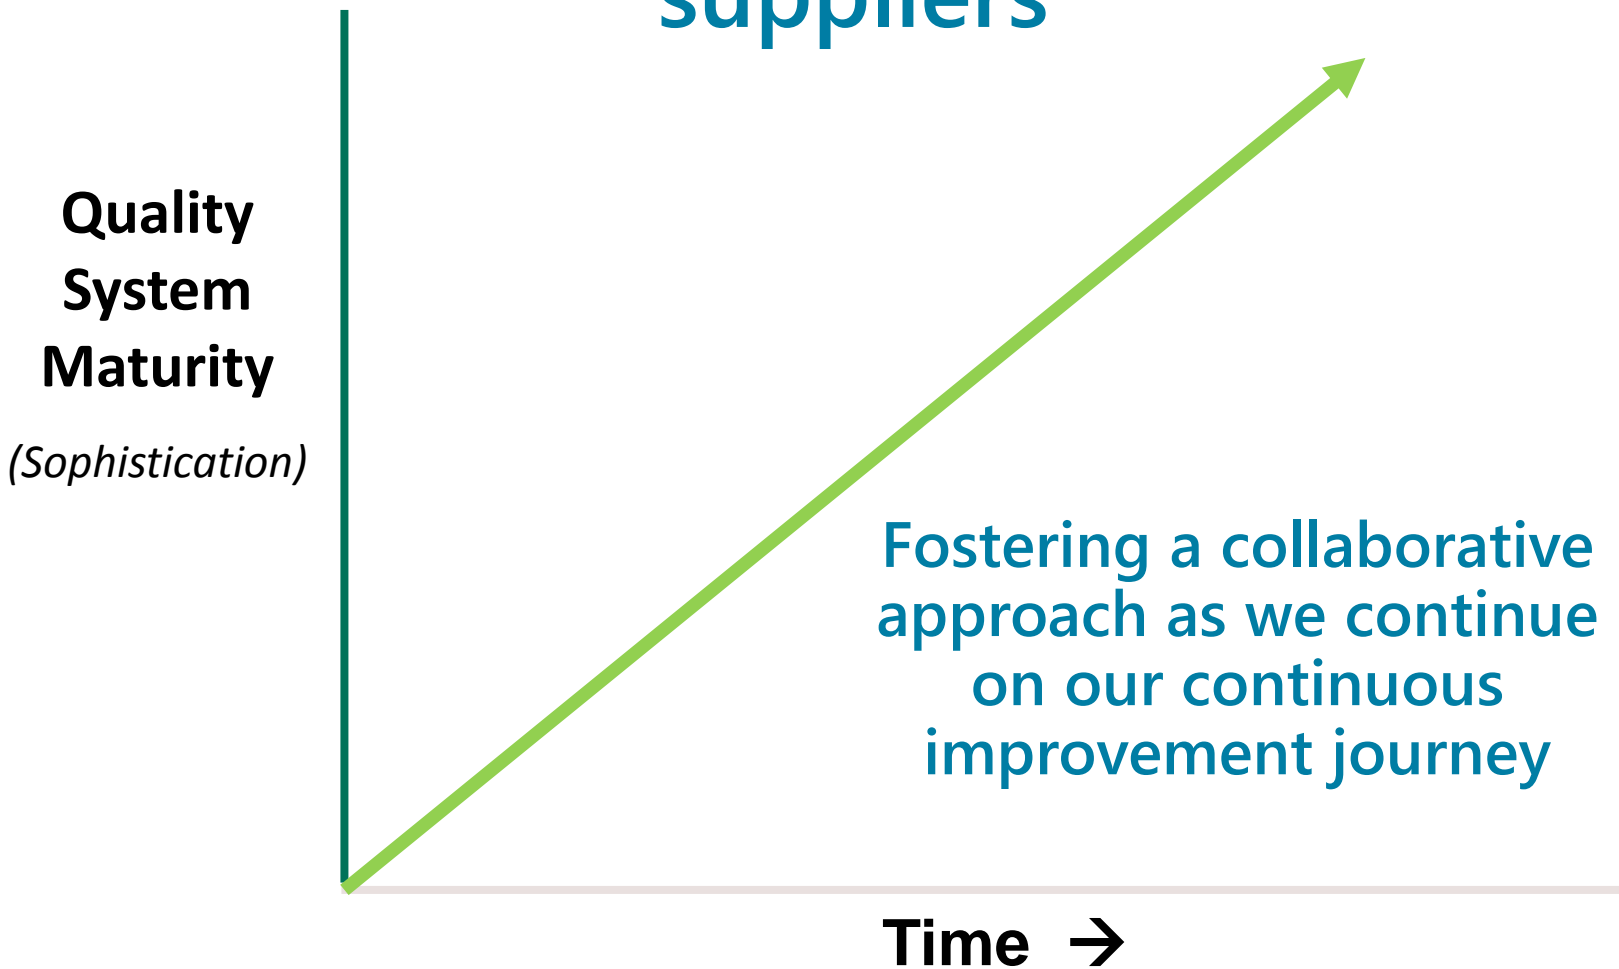 suppliers
Quality
System
Maturity
(Sophistication)
Fostering a collaborative
approach as we continue
on our continuous
improvement journey
Time →